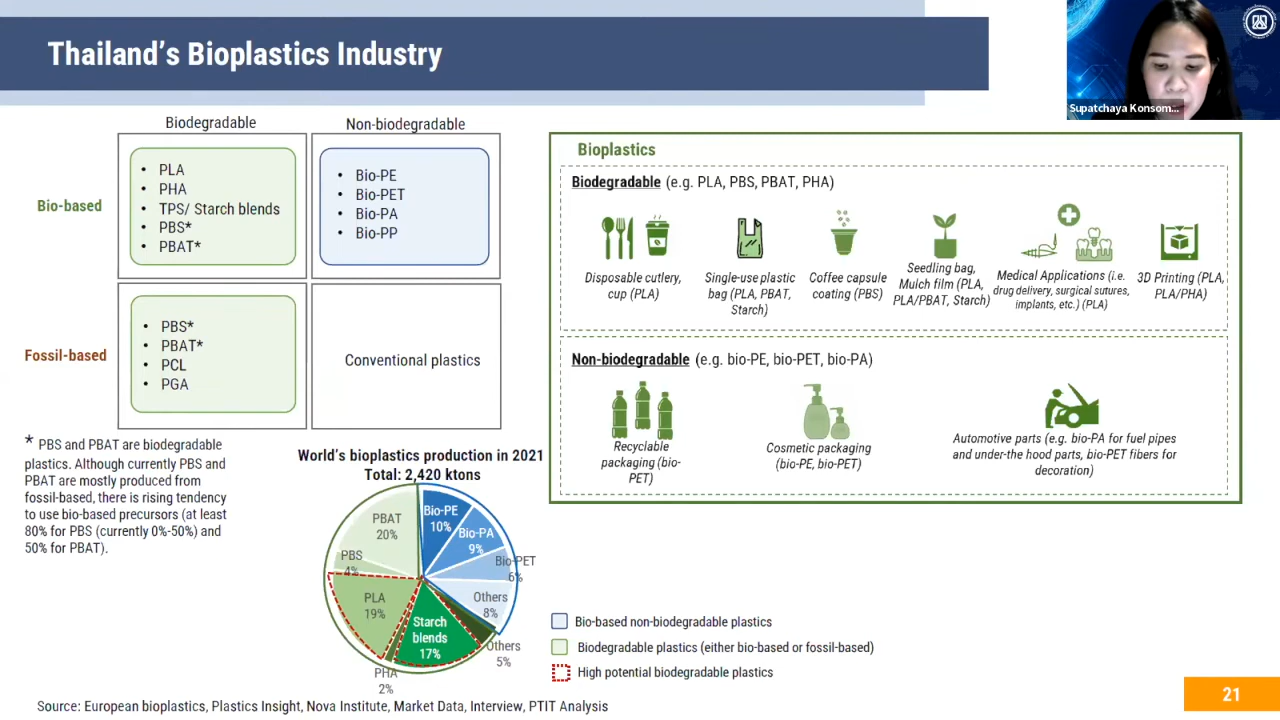 Thailand's Bioplastics Industry
Supatchaya Konsom...
Biodegradable
Non-biodegradable
Bio-based
• PLA
• PHA
• TPS/ Starch blends
• PBS*
• PBAT*
• Bio-PE
• Bio-PET
• Bio-PA
• Bio-PP
Fossil-based
• PBS*
• PBAT*
• PCL
• PGA
Conventional plastics
* PBS and PBAT are biodegradable
plastics. Although currently PBS and
PBAT are mostly produced from
fossil-based, there is rising tendency
to use bio-based precursors (at least
80% for PBS (currently 0%-50%) and
50% for PBAT).
World's bioplastics production in 2021
Total: 2,420 ktons
Bio-PE
10%
Bio-PA
9%
Bio-PET
6%
Others
8%
Others
5%
Starch
blends
17%
PHA
2%
PLA
19%
PBS
4%
PBAT
20%
Bioplastics
Biodegradable (e.g. PLA, PBS, PBAT, PHA)
Disposable cutlery,
cup (PLA)
Single-use plastic
bag (PLA, PBAT,
Starch)
Coffee capsule
coating (PBS)
Seedling bag,
Mulch film (PLA,
PLA/PBAT, Starch)
Medical Applications (i.e.
drug delivery, surgical sutures,
implants, etc.) (PLA)
3D Printing (PLA,
PLA/PHA)
Non-biodegradable (e.g. bio-PE, bio-PET, bio-PA)
Recyclable
packaging (bio-
PET)
Cosmetic packaging
(bio-PE, bio-PET)
Automotive parts (e.g. bio-PA for fuel pipes
and under-the hood parts, bio-PET fibers for
decoration)
Bio-based non-biodegradable plastics
Biodegradable plastics (either bio-based or fossil-based)
High potential biodegradable plastics
Source: European bioplastics, Plastics Insight, Nova Institute, Market Data, Interview, PTIT Analysis
21